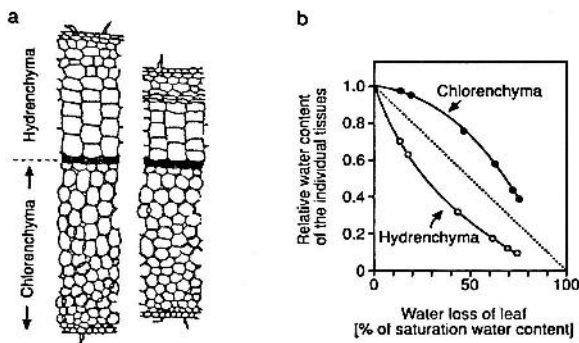 a
Hydrenchyma
Chlorenchyma
b
Relative water content
of the individual tissues
1.0
0.8
0.6
0.4
0.2
0
0
50
100
Chlorenchyma
Hydrenchyma
Water loss of leaf
[% of saturation water content]